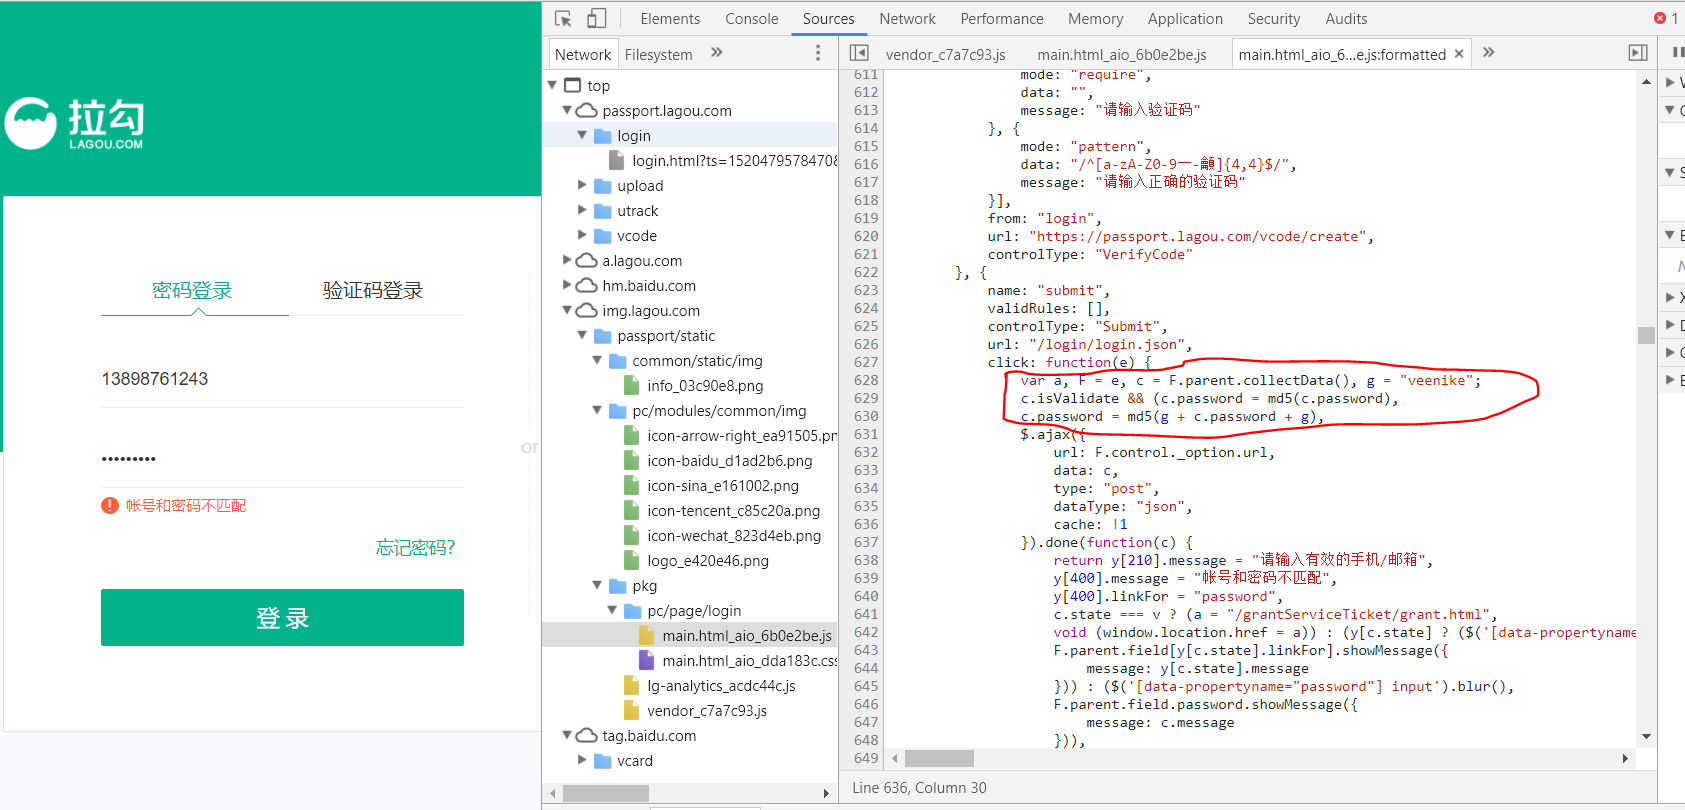 Elements Console Sources Network Performance Memory Application Security Audits 1
Network Filesystem »
vendor_c7a7c93.js main.html_aio_6b0e2be.js main.html_aio_6...e.js:formatted × »
拉勾
LAGOU.COM
密码登录 验证码登录
13898761243
•••••••••
or
! 帐号和密码不匹配
忘记密码?
登录
top
passport.lagou.com
login
login.html?ts=1520479578470
upload
utrack
vcode
a.lagou.com
hm.baidu.com
img.lagou.com
passport/static
common/static/img
info_03c90e8.png
pc/modules/common/img
icon-arrow-right_ea91505.pn
icon-baidu_d1ad2b6.png
icon-sina_e161002.png
icon-tencent_c85c20a.png
icon-wechat_823d4eb.png
logo_e420e46.png
pkg
pc/page/login
main.html_aio_6b0e2be.js
main.html_aio_dda183c.css
lg-analytics_acdc44c.js
vendor_c7a7c93.js
tag.baidu.com
vcard
611 mode: "require",
612 data: "",
613 message: "请输入验证码"
614 }, {
615 mode: "pattern",
616 data: "/^[a-zA-Z0-9一-龥]{4,4}$/",
617 message: "请输入正确的验证码"
618 }],
619 from: "login",
620 url: "https://passport.lagou.com/vcode/create",
621 controlType: "VerifyCode"
622 }, {
623 name: "submit",
624 validRules: [],
625 controlType: "Submit",
626 url: "/login/login.json",
627 click: function(e) {
628 var a, F = e, c = F.parent.collectData(), g = "veenike";
629 c.isValidate && (c.password = md5(c.password),
630 c.password = md5(g + c.password + g),
631 $.ajax({
632 url: F.control._option.url,
633 data: c,
634 type: "post",
635 dataType: "json",
636 cache: !1
637 }).done(function(c) {
638 return y[210].message = "请输入有效的手机/邮箱",
639 y[400].message = "帐号和密码不匹配",
640 y[400].linkFor = "password",
641 c.state === v ? (a = "/grantServiceTicket/grant.html",
642 void (window.location.href = a)) : (y[c.state] ? ($('[data-propertyname
643 F.parent.field[y[c.state].linkFor].showMessage({
644 message: y[c.state].message
645 })) : ($('[data-propertyname="password"] input').blur(),
646 F.parent.field.password.showMessage({
647 message: c.message
648 })),
649
Line 636, Column 30